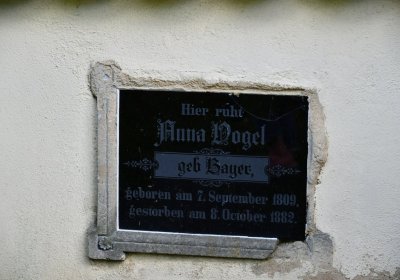 Hier ruht
Anna Vogel
geb Bayer,
geboren am 7. September 1809,
gestorben am 8. October 1882.